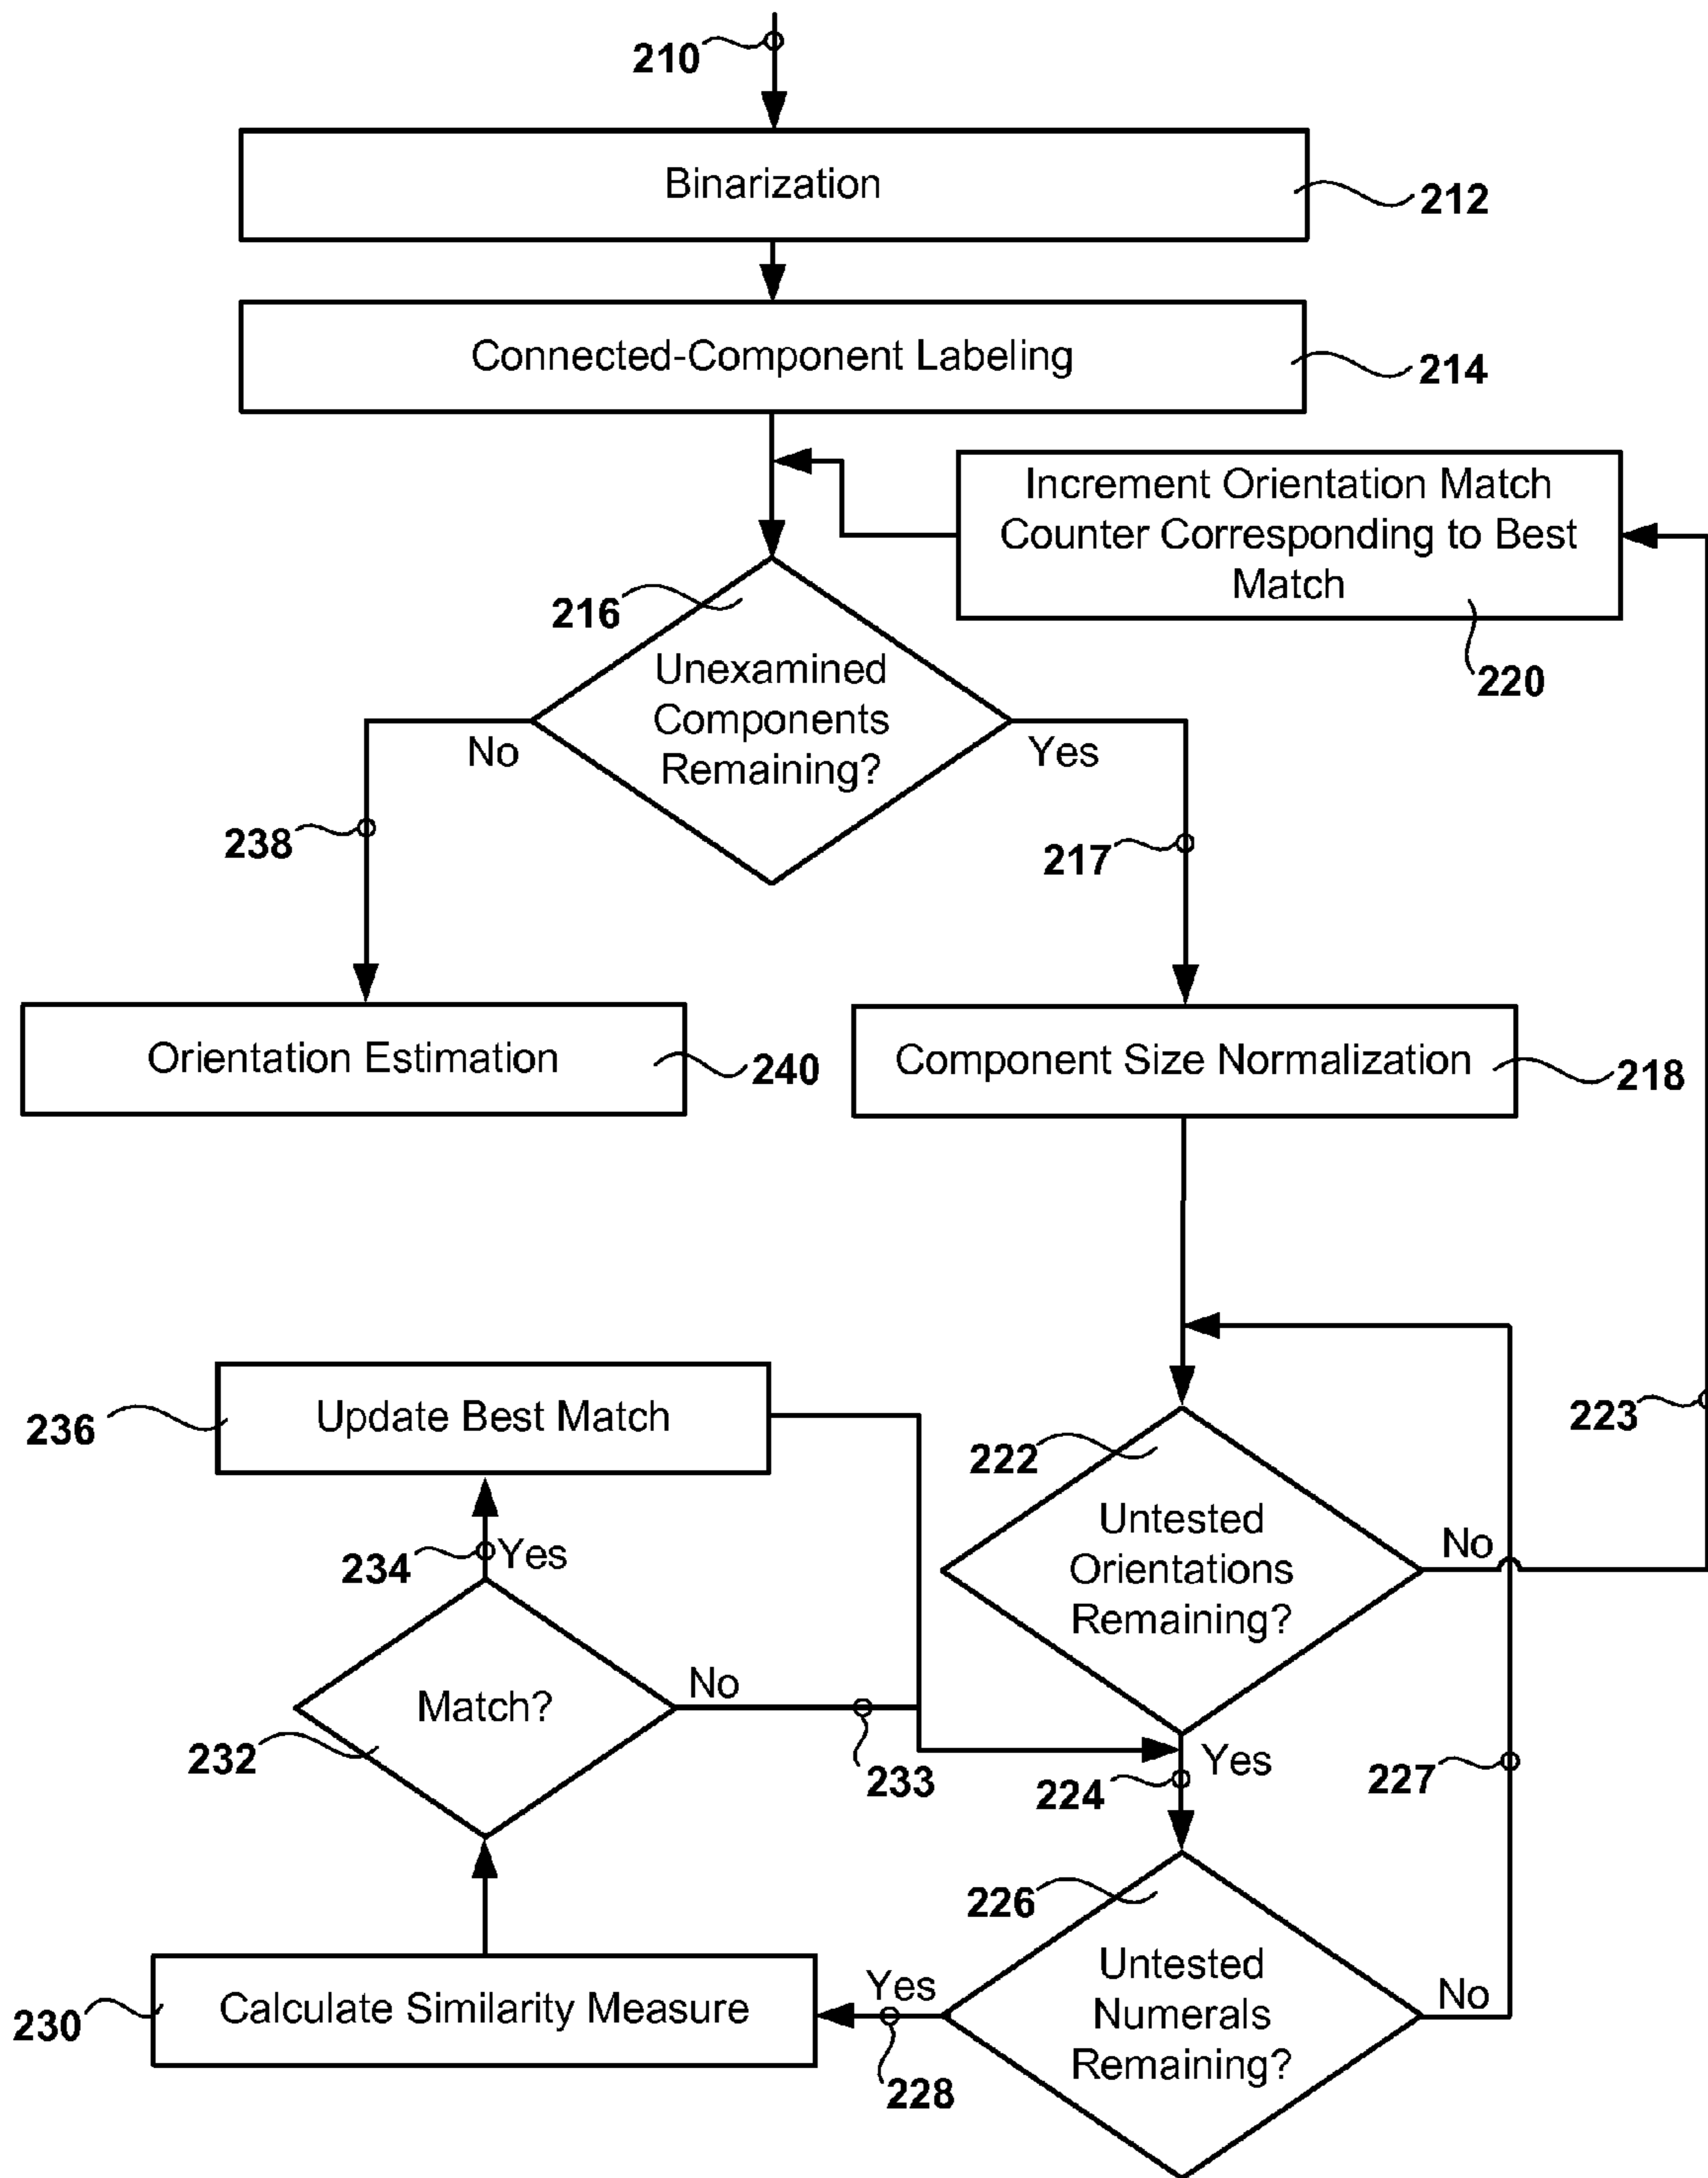 210
Binarization
212
Connected-Component Labeling
214
Increment Orientation Match
Counter Corresponding to Best
Match
220
216
Unexamined
Components
Remaining?
No
Yes
238
217
Orientation Estimation
240
Component Size Normalization
218
236
Update Best Match
223
222
Untested
Orientations
Remaining?
No
234
Yes
Match?
No
232
233
Yes
224
227
226
Untested
Numerals
Remaining?
No
Yes
228
Calculate Similarity Measure
230